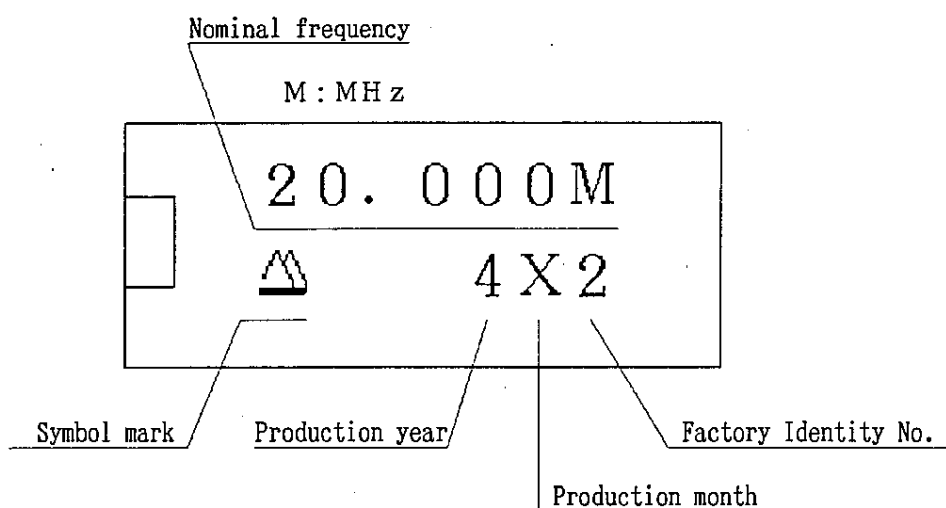 Nominal frequency
M:MHz
20.000M
4X2
Symbol mark
Production year
Factory Identity No.
Production month